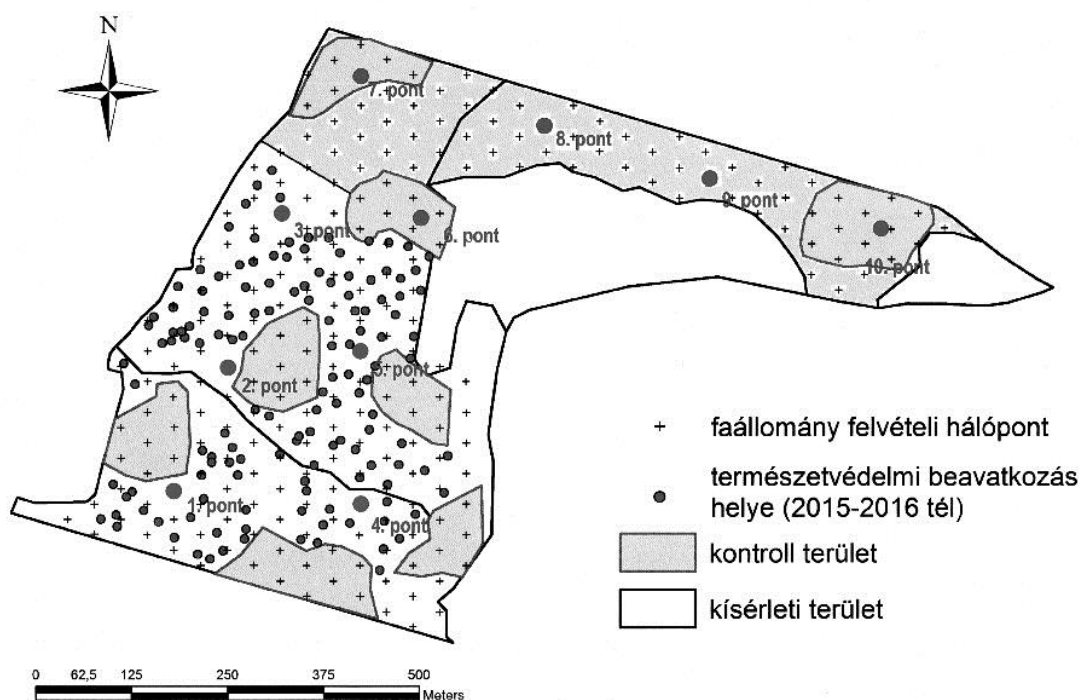 N
7. pont
8. pont
9. pont
3. pont
6. pont
10. pont
2. pont
5. pont
1. pont
4. pont
faállomány felvételi hálópont
természetvédelmi beavatkozás
helye (2015-2016 tél)
kontroll terület
kísérleti terület
0 62,5 125 250 375 500
Meters